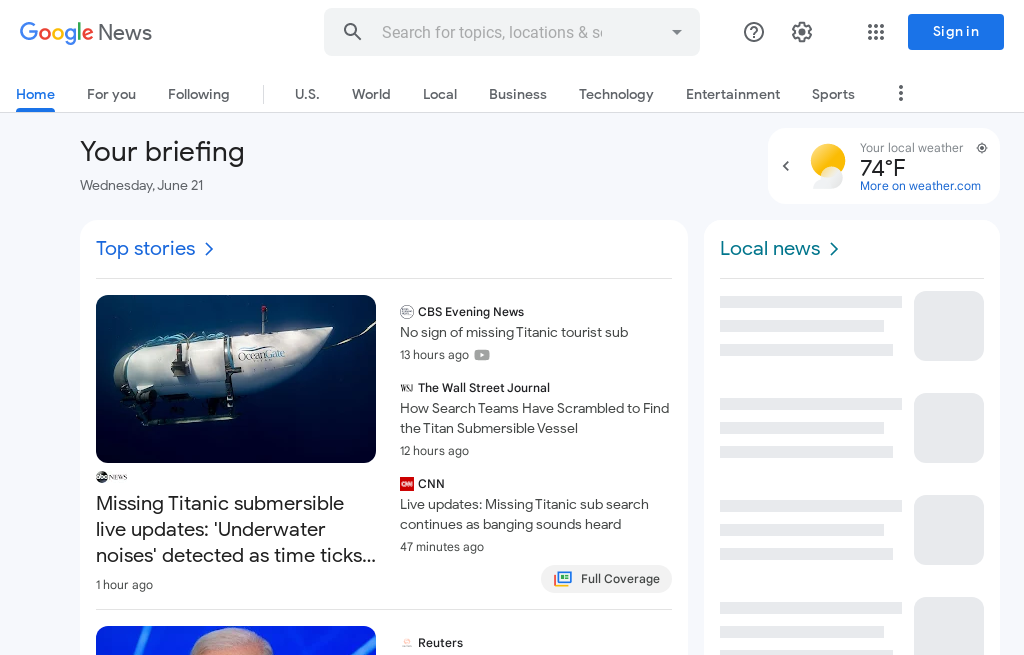 Google News
Search for topics, locations & so
Sign in
Home
For you
Following
U.S.
World
Local
Business
Technology
Entertainment
Sports
Your briefing
Wednesday, June 21
Your local weather
74°F
More on weather.com
Top stories
OceanGate
abc NEWS
Missing Titanic submersible
live updates: 'Underwater
noises' detected as time ticks...
1 hour ago
CBS Evening News
No sign of missing Titanic tourist sub
13 hours ago
WSJ
The Wall Street Journal
How Search Teams Have Scrambled to Find
the Titan Submersible Vessel
12 hours ago
CNN
CNN
Live updates: Missing Titanic sub search
continues as banging sounds heard
47 minutes ago
Full Coverage
Reuters
Local news